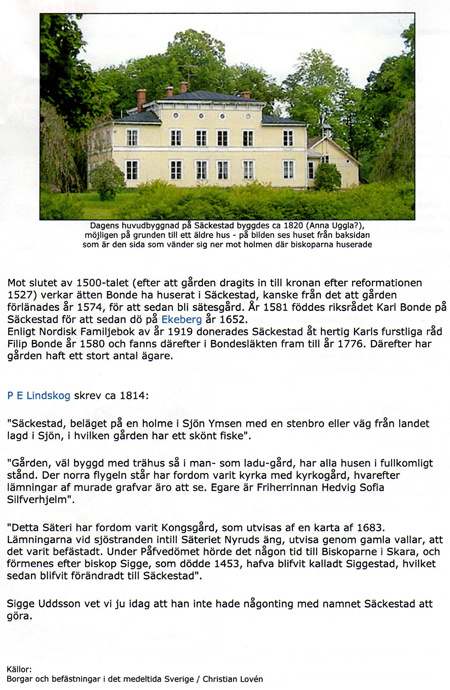 Dagens huvudbyggnad på Säckestad byggdes ca 1820 (Anna Uggla?),
möjligen på grunden till ett äldre hus - på bilden ses huset från baksidan
som är den sida som vänder sig ner mot holmen där biskoparna huserade
Mot slutet av 1500-talet (efter att gården dragits in till kronan efter reformationen
1527) verkar ätten Bonde ha huserat i Säckestad, kanske från det att gården
förlänades år 1574, för att sedan bli sätesgård. År 1581 föddes riksrådet Karl Bonde på
Säckestad för att sedan dö på Ekeberg år 1652.
Enligt Nordisk Familjebok av år 1919 donerades Säckestad åt hertig Karls furstliga råd
Filip Bonde år 1580 och fanns därefter i Bondesläkten fram till år 1776. Därefter har
gården haft ett stort antal ägare.
P E Lindskog skrev ca 1814:
"Säckestad, beläget på en holme i Sjön Ymsen med en stenbro eller väg från landet
lagd i Sjön, i hvilken gården har ett skönt fiske".
"Gården, väl byggd med trähus så i man- som ladu-gård, har alla husen i fullkomligt
stånd. Der norra flygeln står har fordom varit kyrka med kyrkogård, hvarefter
lämningar af murade grafvar äro att se. Egare är Friherrinnan Hedvig Sofia
Silfverhjelm".
"Detta Säteri har fordom varit Kongsgård, som utvisas af en karta af 1683.
Lämningarna vid sjöstranden intill Säteriet Nyruds äng, utvisa genom gamla vallar, att
det varit befästadt. Under Påfvedömet hörde det någon tid till Biskoparne i Skara, och
förmenes efter biskop Sigge, som dödde 1453, hafva blifvit kalladt Siggestad, hvilket
sedan blifvit förändradt till Säckestad".
Sigge Uddsson vet vi ju idag att han inte hade någonting med namnet Säckestad att
göra.
Källor:
Borgar och befästningar i det medeltida Sverige / Christian Lovén